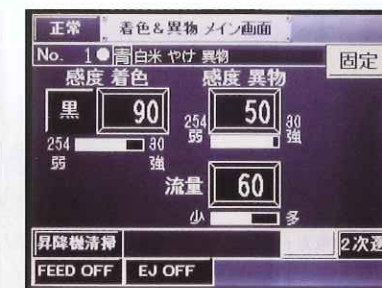 正常 着色&異物 メイン画面
No. 1●青白米 やけ 異物 固定
感度 着色 感度 異物
黒 90 50
254 30 254 30
弱 強 弱 強
流量 60
少 多
昇降機清掃 2次選
FEED OFF EJ OFF